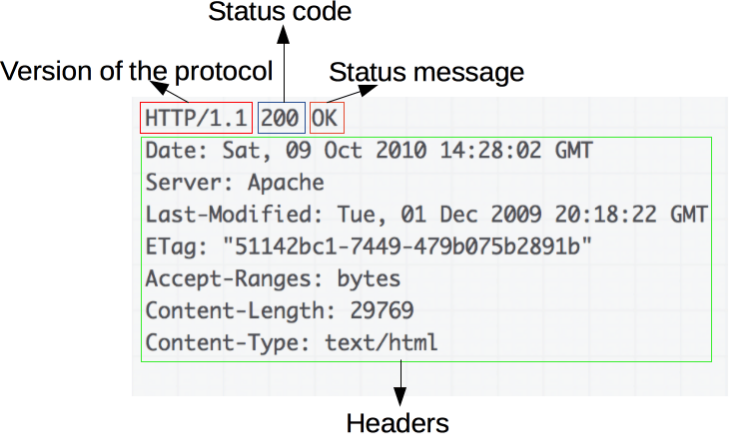 Status code
Version of the protocol
Status message
HTTP/1.1 200 OK
Date: Sat, 09 Oct 2010 14:28:02 GMT
Server: Apache
Last-Modified: Tue, 01 Dec 2009 20:18:22 GMT
ETag: "51142bc1-7449-479b075b2891b"
Accept-Ranges: bytes
Content-Length: 29769
Content-Type: text/html
Headers